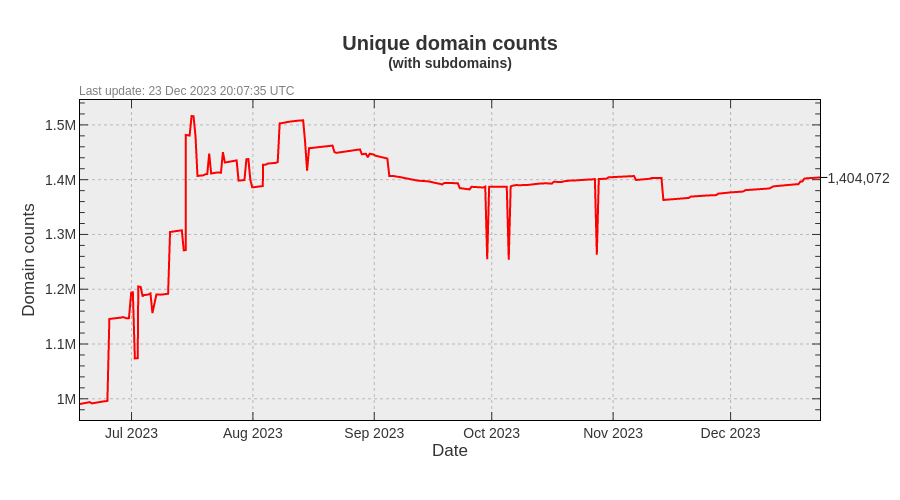 Unique domain counts
(with subdomains)
Last update: 23 Dec 2023 20:07:35 UTC
1.5M
1.4M
1,404,072
1.3M
1.2M
1.1M
1M
Domain counts
Jul 2023 Aug 2023 Sep 2023 Oct 2023 Nov 2023 Dec 2023
Date